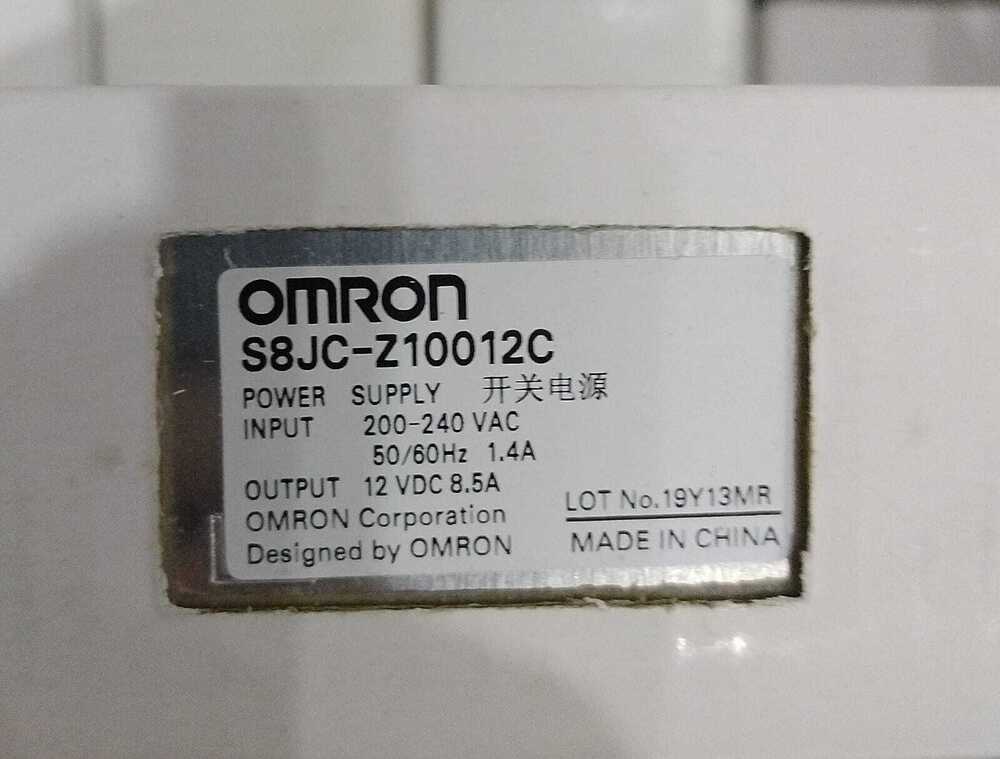 OMRON
S8JC-Z10012C
POWER SUPPLY 开关电源
INPUT 200-240 VAC
50/60Hz 1.4A
OUTPUT 12 VDC 8.5A
OMRON Corporation
Designed by OMRON
LOT No.19Y13MR
MADE IN CHINA